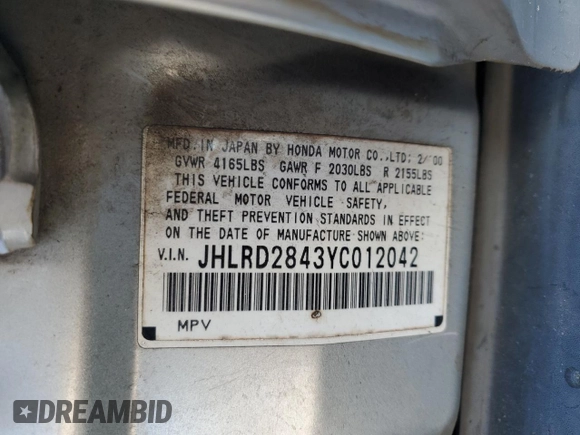 MFD. IN JAPAN BY HONDA MOTOR CO.,LTD; 2/00
GVWR 4165LBS GAWR F 2030LBS R 2155LBS
THIS VEHICLE CONFORMS TO ALL APPLICABLE
FEDERAL MOTOR VEHICLE SAFETY,
AND THEFT PREVENTION STANDARDS IN EFFECT
ON THE DATE OF MANUFACTURE SHOWN ABOVE:
V.I.N. JHLRD2843YC012042
MPV
DREAMBID